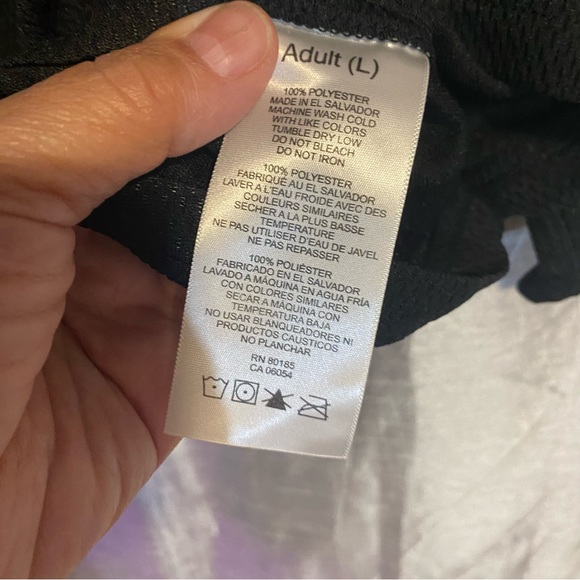 Adult (L)
100% POLYESTER
MADE IN EL SALVADOR
MACHINE WASH COLD
WITH LIKE COLORS
TUMBLE DRY LOW
DO NOT BLEACH
DO NOT IRON
100% POLYESTER
FABRIQUÉ AU EL SALVADOR
LAVER A L'EAU FROIDE AVEC DES
COULEURS SIMILAIRES
SECHER A LA PLUS BASSE
TEMPERATURE
NE PAS UTILISER D'EAU DE JAVEL
NE PAS REPASSER
100% POLIÉSTER
FABRICADO EN EL SALVADOR
LAVADO A MÁQUINA EN AGUA FRÍA
CON COLORES SIMILARES
SECAR A MÁQUINA CON
TEMPERATURA BAJA
NO USAR BLANQUEADORES NI
PRODUCTOS CAUSTICOS
NO PLANCHAR
RN 80185
CA 06054